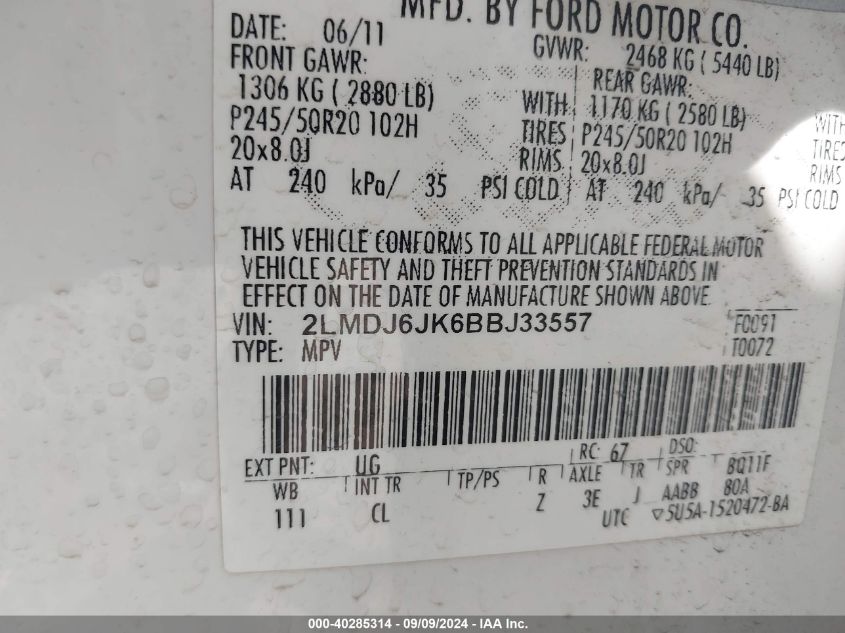 MFD. BY FORD MOTOR CO.
DATE: 06/11 GVWR: 2468 KG ( 5440 LB)
FRONT GAWR: REAR GAWR:
1306 KG ( 2880 LB) WITH 1170 KG ( 2580 LB) WITH
P245/50R20 102H TIRES P245/50R20 102H TIRES
20x8.0J RIMS 20x8.0J RIMS
AT 240 kPa/ 35 PSI COLD AT 240 kPa/ 35 PSI COLD
THIS VEHICLE CONFORMS TO ALL APPLICABLE FEDERAL MOTOR
VEHICLE SAFETY AND THEFT PREVENTION STANDARDS IN
EFFECT ON THE DATE OF MANUFACTURE SHOWN ABOVE.
VIN: 2LMDJ6JK6BBJ33557 F0091
TYPE: MPV T0072
EXT PNT: UG RC: 67 DSO:
WB INT TR TP/PS R AXLE TR SPR BQ11F
111 CL Z 3E J AABB 80A
UTC ▽5U5A-1520472-BA
000-40285314 - 09/09/2024 - IAA Inc.